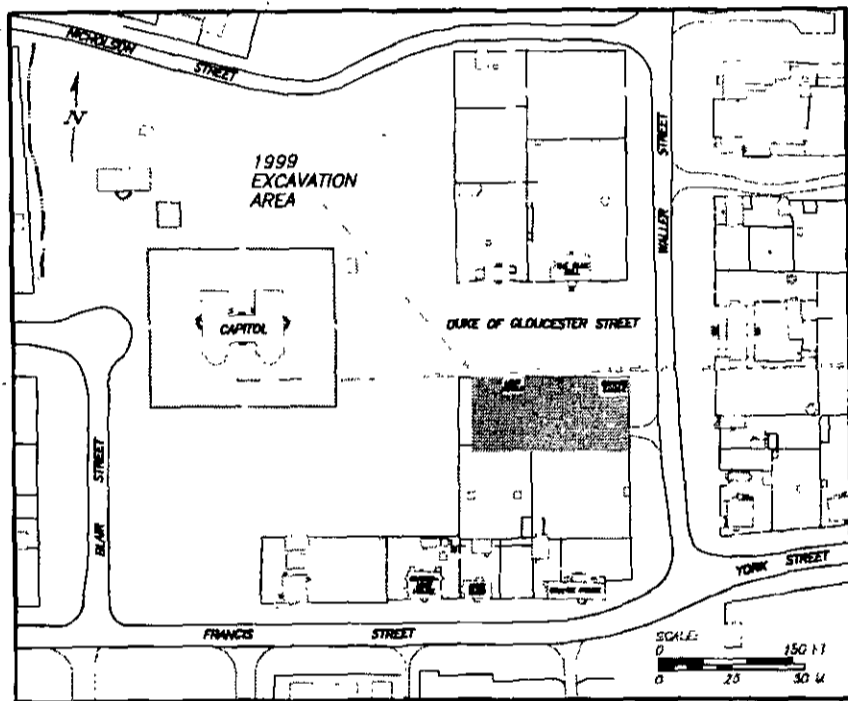 NICHOLSON
STREET
N
1999
EXCAVATION
AREA
STREET
WALLER
CAPITOL
DUKE OF GLOUCESTER STREET
STREET
BLAIR
YORK STREET
FRANCIS STREET
SCALE:
0 150 FT
0 25 50 M